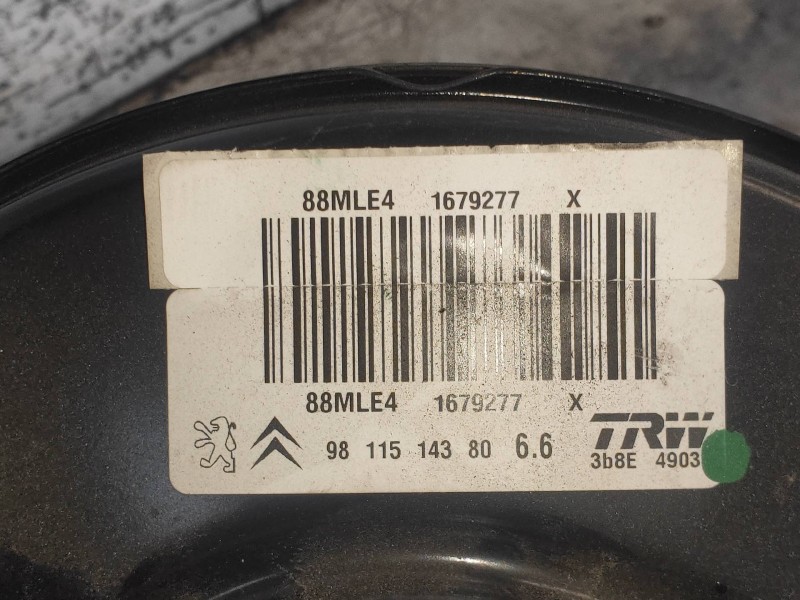 88MLE4 1679277 X
88MLE4 1679277 X
98 115 143 80 6.6
TRW
3b8E 4903